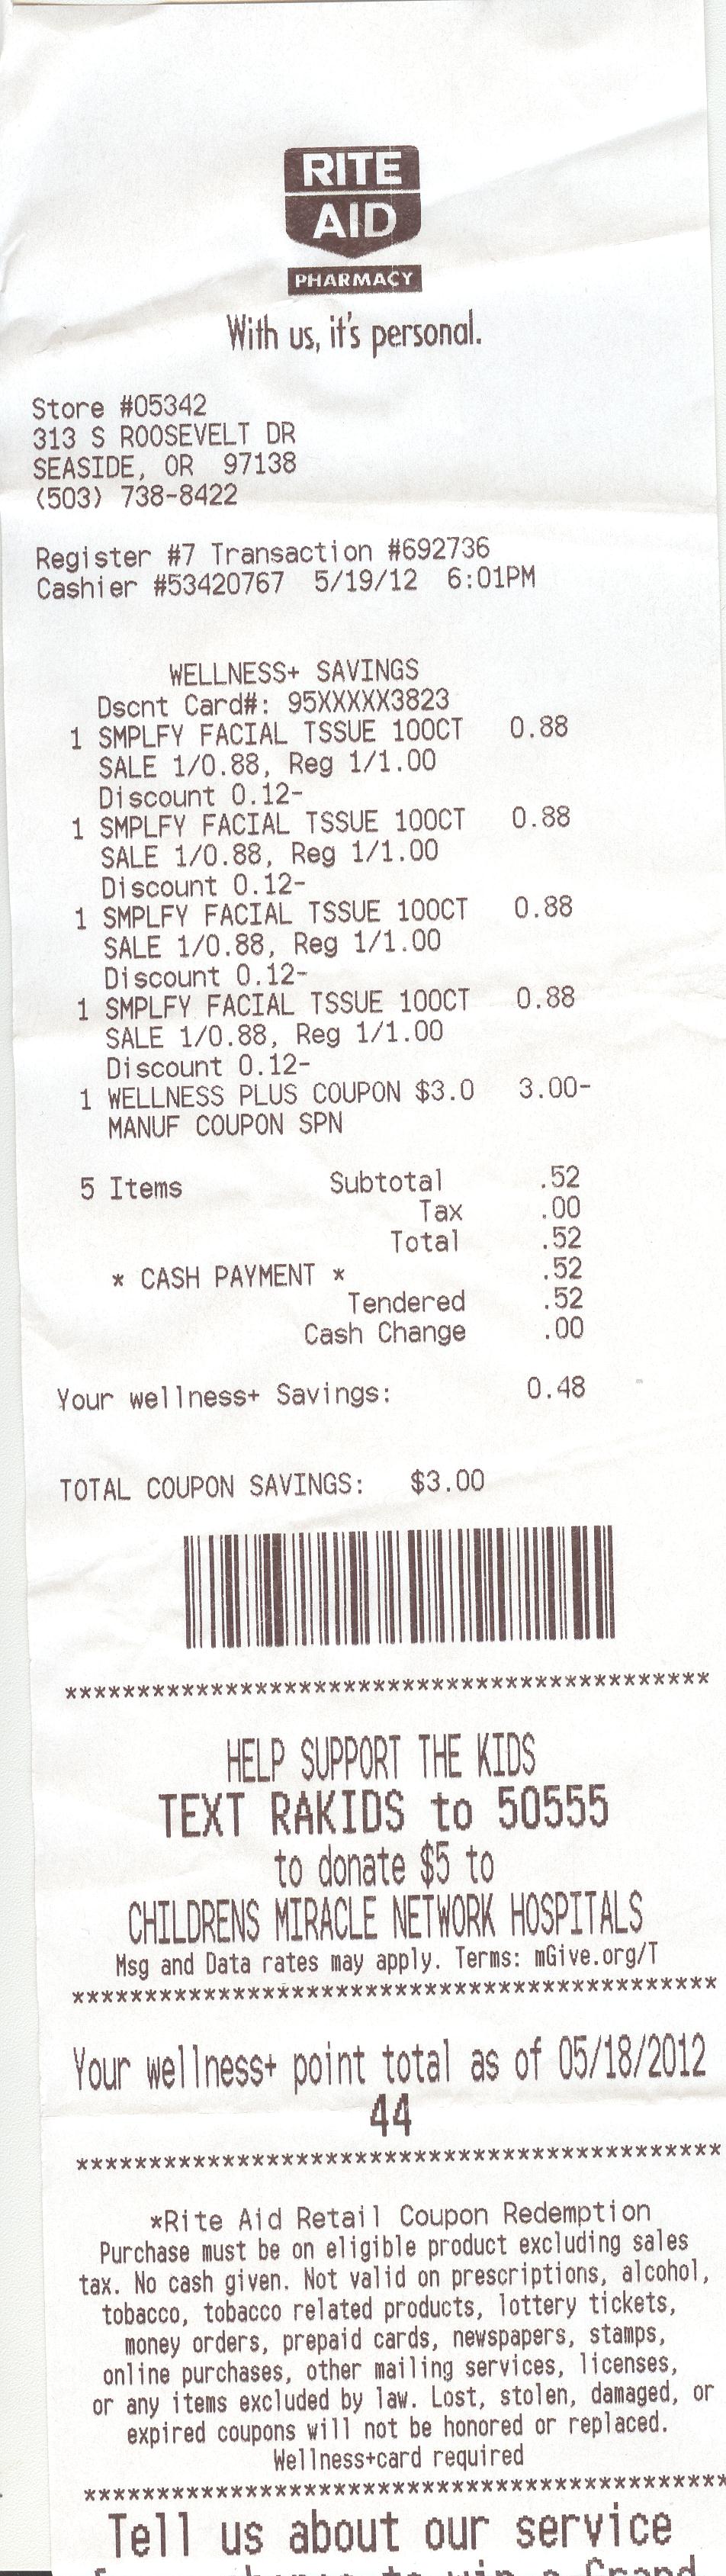 RITE
AID
PHARMACY
With us, it's personal.
Store #05342
313 S ROOSEVELT DR
SEASIDE, OR 97138
(503) 738-8422
Register #7 Transaction #692736
Cashier #53420767 5/19/12 6:01PM
WELLNESS+ SAVINGS
Dscnt Card#: 95XXXXX3823
1 SMPLFY FACIAL TSSUE 100CT 0.88
SALE 1/0.88, Reg 1/1.00
Discount 0.12-
1 SMPLFY FACIAL TSSUE 100CT 0.88
SALE 1/0.88, Reg 1/1.00
Discount 0.12-
1 SMPLFY FACIAL TSSUE 100CT 0.88
SALE 1/0.88, Reg 1/1.00
Discount 0.12-
1 SMPLFY FACIAL TSSUE 100CT 0.88
SALE 1/0.88, Reg 1/1.00
Discount 0.12-
1 WELLNESS PLUS COUPON $3.0 3.00-
MANUF COUPON SPN
5 Items Subtotal .52
Tax .00
Total .52
* CASH PAYMENT * .52
Tendered .52
Cash Change .00
Your wellness+ Savings: 0.48
TOTAL COUPON SAVINGS: $3.00
********************************************
HELP SUPPORT THE KIDS
TEXT RAKIDS to 50555
to donate $5 to
CHILDRENS MIRACLE NETWORK HOSPITALS
Msg and Data rates may apply. Terms: mGive.org/T
********************************************
Your wellness+ point total as of 05/18/2012
44
********************************************
*Rite Aid Retail Coupon Redemption
Purchase must be on eligible product excluding sales
tax. No cash given. Not valid on prescriptions, alcohol,
tobacco, tobacco related products, lottery tickets,
money orders, prepaid cards, newspapers, stamps,
online purchases, other mailing services, licenses,
or any items excluded by law. Lost, stolen, damaged, or
expired coupons will not be honored or replaced.
Wellness+card required
********************************************
Tell us about our service